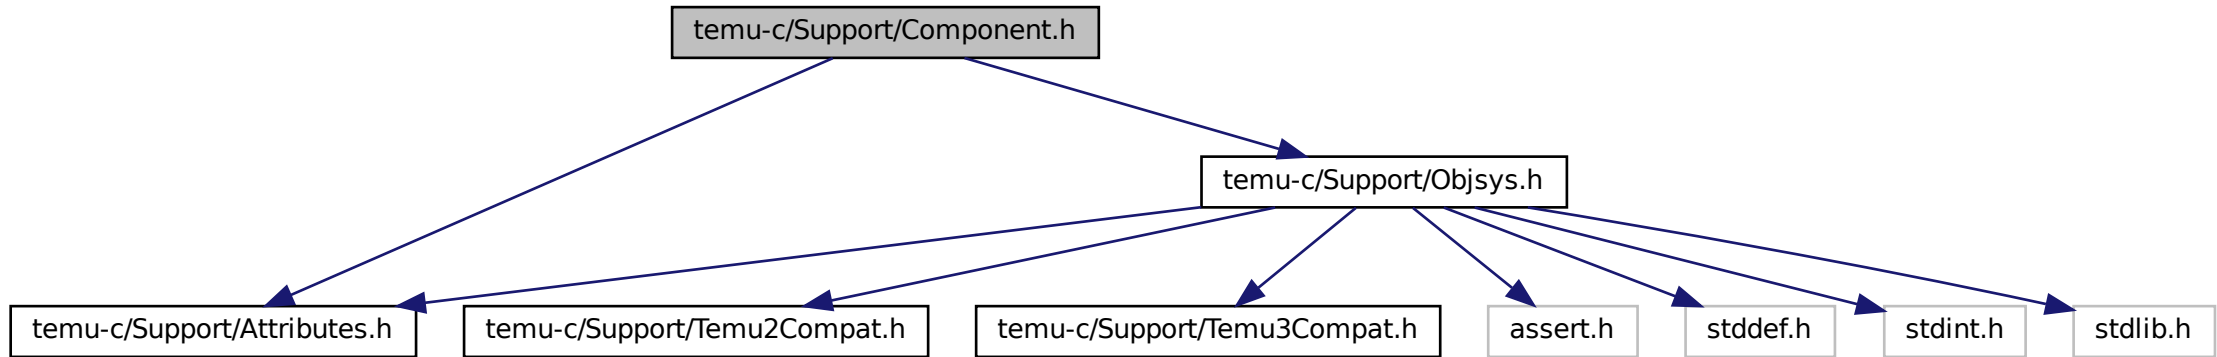 temu-c/Support/Component.h
temu-c/Support/Objsys.h
temu-c/Support/Attributes.h
temu-c/Support/Temu2Compat.h
temu-c/Support/Temu3Compat.h
assert.h
stddef.h
stdint.h
stdlib.h